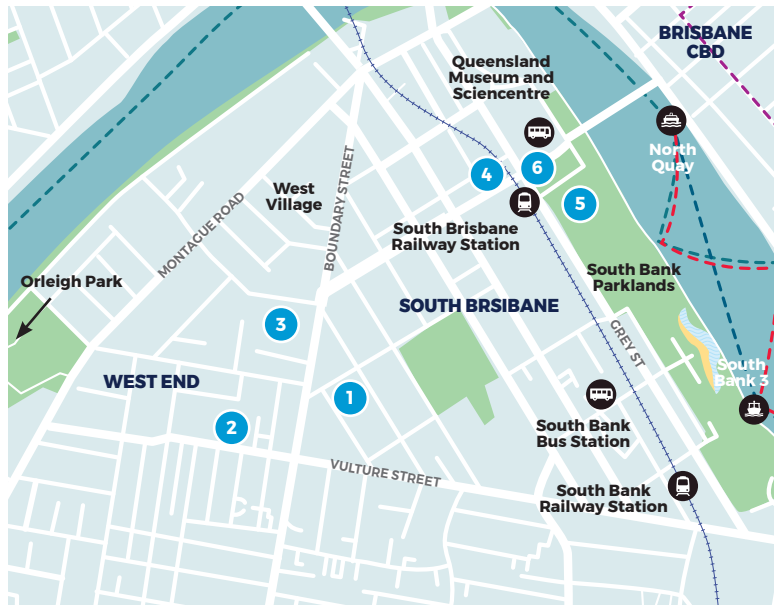 BRISBANE
CBD
Queensland
Museum and
Sciencentre
North
Quay
4
6
5
West
Village
BOUNDARY STREET
MONTAGUE ROAD
South Brisbane
Railway Station
Orleigh Park
South Bank
Parklands
SOUTH BRSIBANE
3
GREY ST
WEST END
1
South
Bank 3
2
South Bank
Bus Station
VULTURE STREET
South Bank
Railway Station